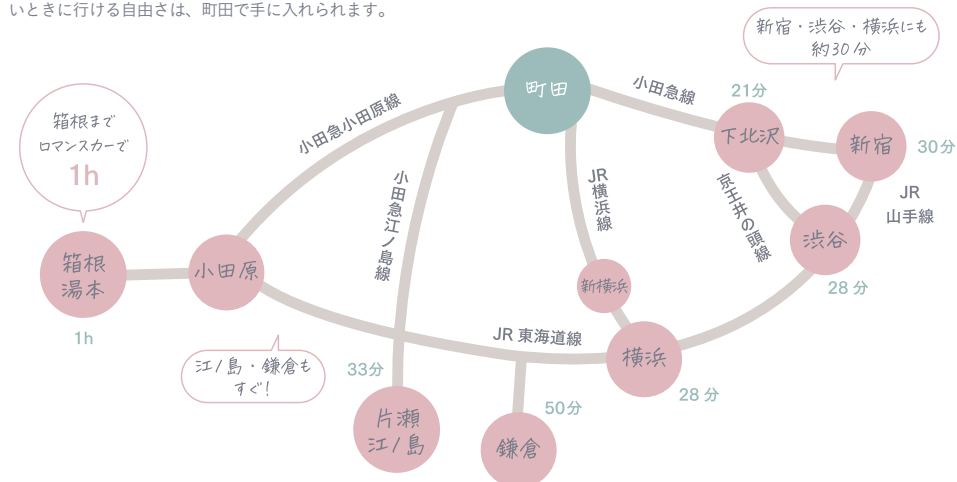 いときに行ける自由さは、町田で手に入れられます。
新宿・渋谷・横浜にも
約30分
箱根まで
ロマンスカーで
1h
小田急小田原線
町田
小田急線
21分
下北沢
新宿
30分
JR
山手線
小田急江ノ島線
JR横浜線
京王井の頭線
渋谷
28分
箱根
湯本
1h
小田原
新横浜
JR 東海道線
横浜
28分
江ノ島・鎌倉も
すぐ!
33分
片瀬
江ノ島
50分
鎌倉